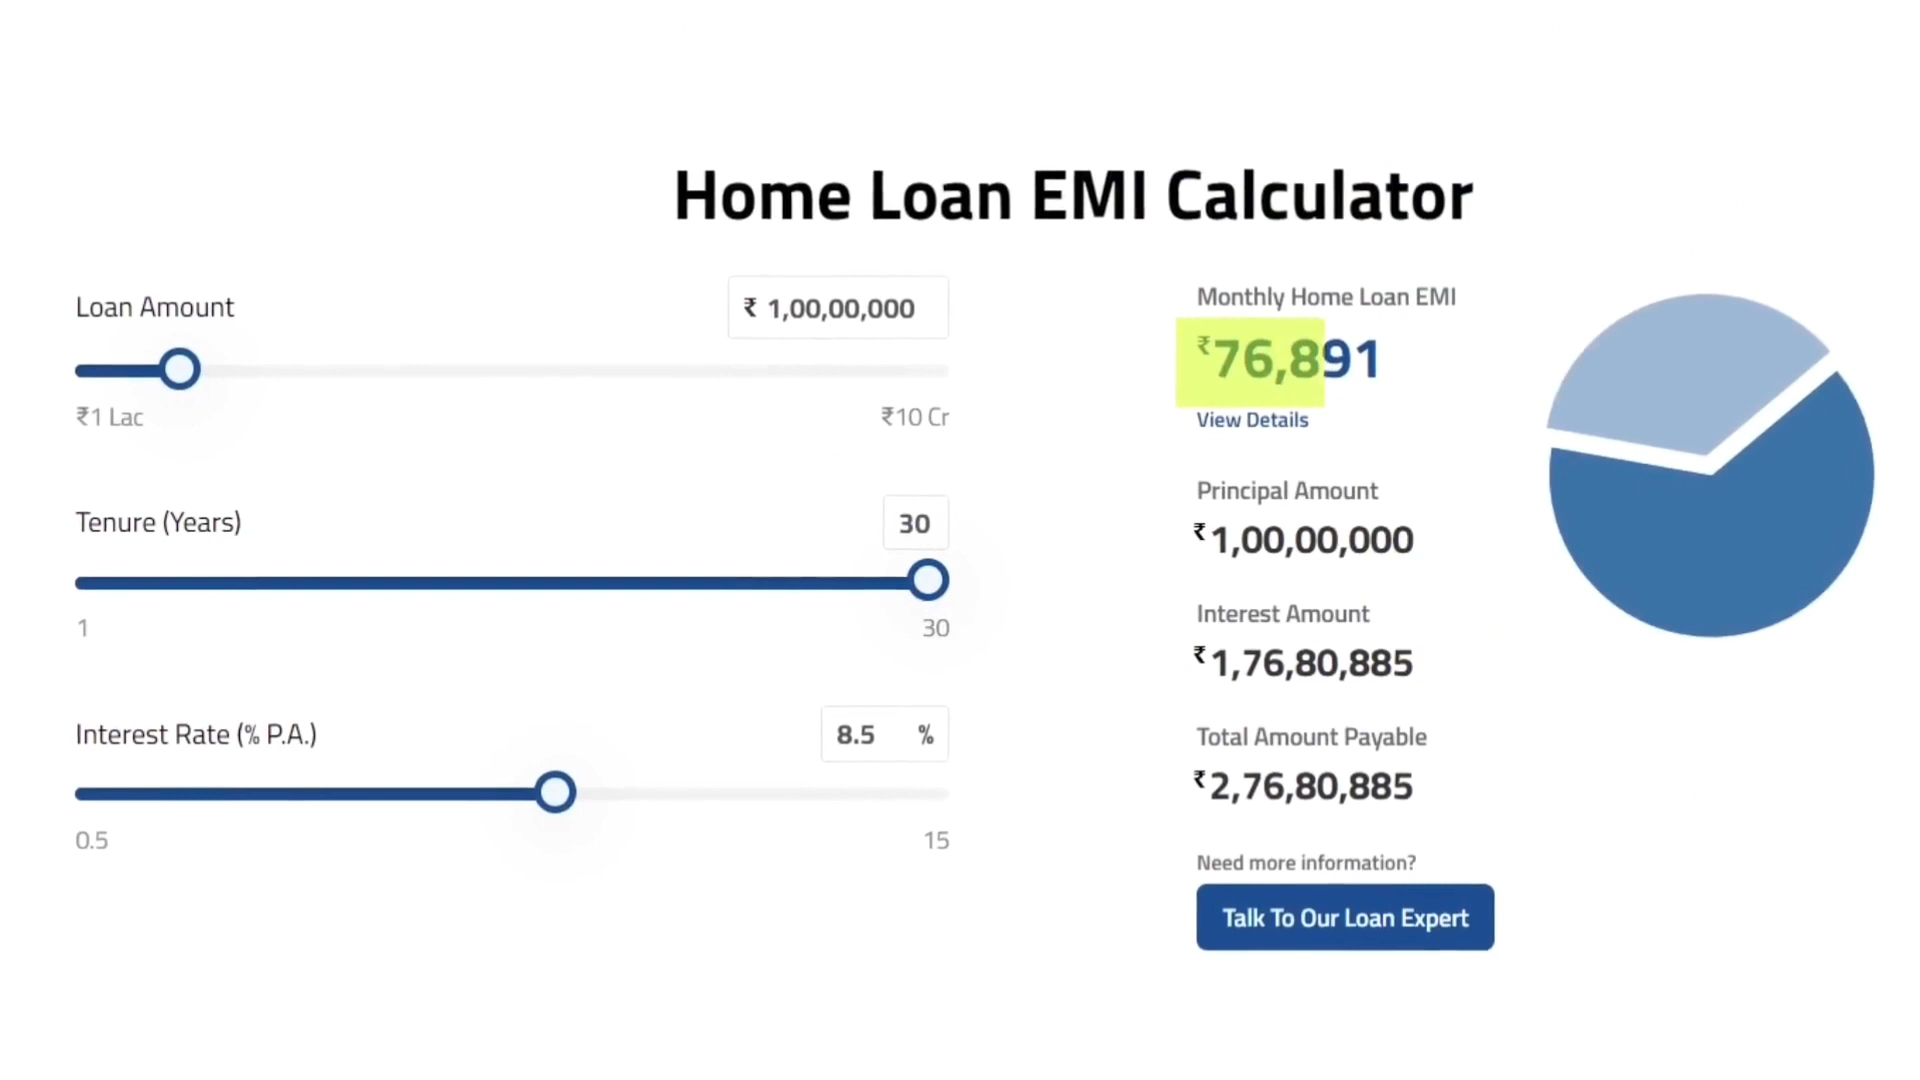 Home Loan EMI Calculator
Loan Amount
₹ 1,00,00,000
₹1 Lac
₹10 Cr
Tenure (Years)
30
1
30
Interest Rate (% P.A.)
8.5 %
0.5
15
Monthly Home Loan EMI
₹76,891
View Details
Principal Amount
₹1,00,00,000
Interest Amount
₹1,76,80,885
Total Amount Payable
₹2,76,80,885
Need more information?
Talk To Our Loan Expert